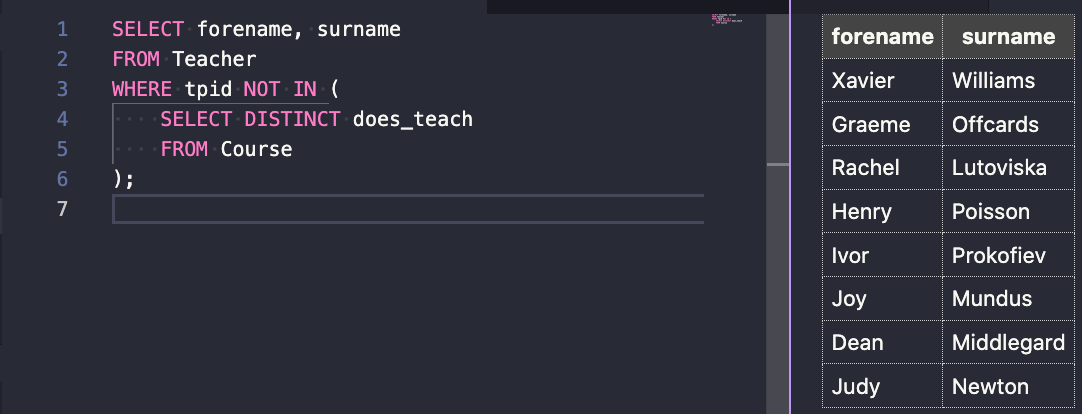 1 SELECT forename, surname
2 FROM Teacher
3 WHERE tpid NOT IN (
4 SELECT DISTINCT does_teach
5 FROM Course
6 );
7
forename surname
Xavier Williams
Graeme Offcards
Rachel Lutoviska
Henry Poisson
Ivor Prokofiev
Joy Mundus
Dean Middlegard
Judy Newton